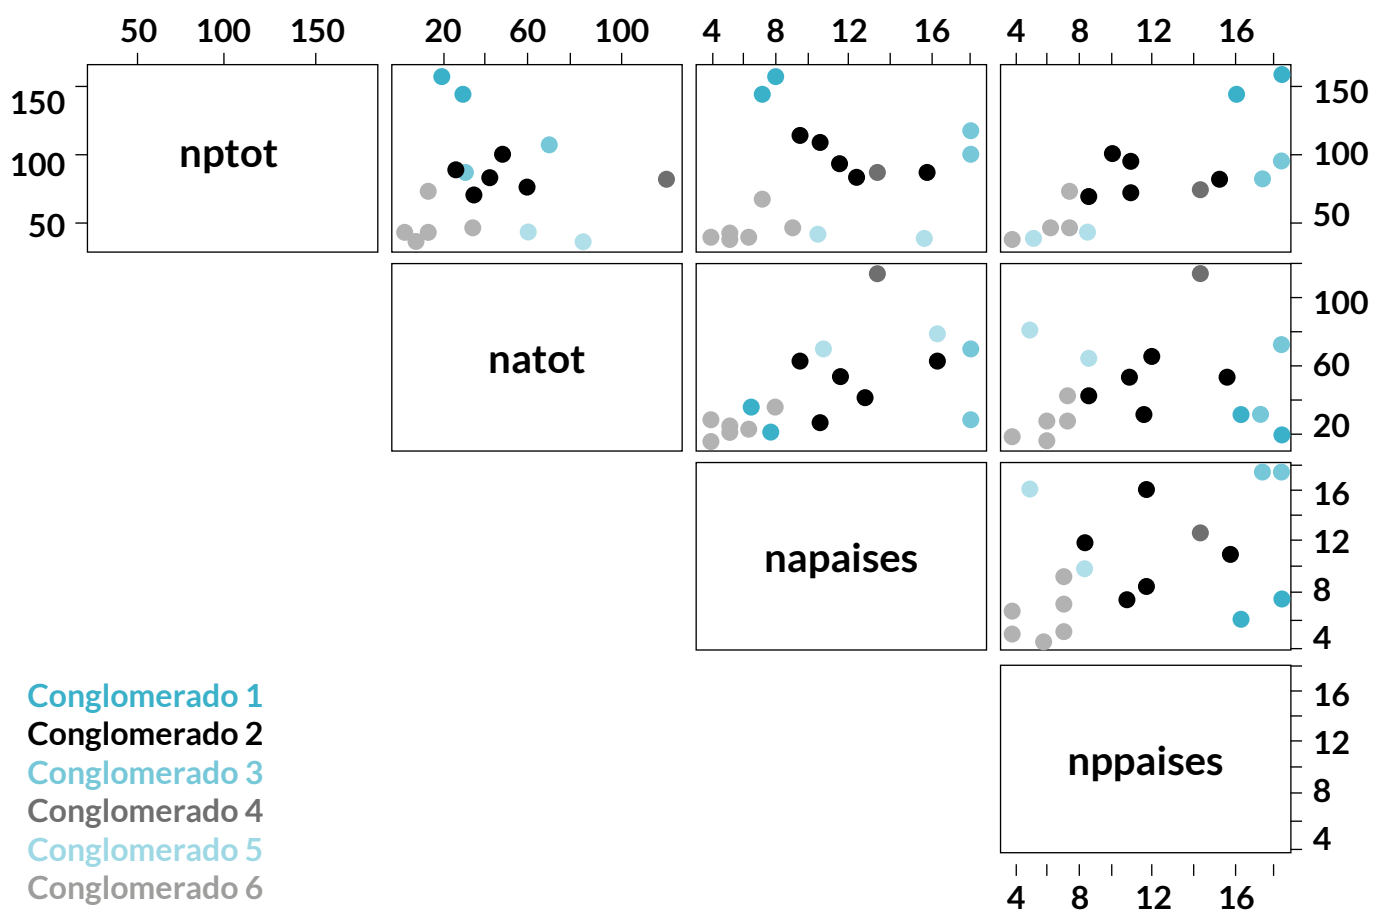 50 100 150 20 60 100 4 8 12 16 4 8 12 16
150 150
nptot
100 100
50 50
100
natot 60
20
16
napaises 12
8
4
Conglomerado 1 16
Conglomerado 2 12
Conglomerado 3 nppaises
Conglomerado 4 8
Conglomerado 5 4
Conglomerado 6 4 8 12 16